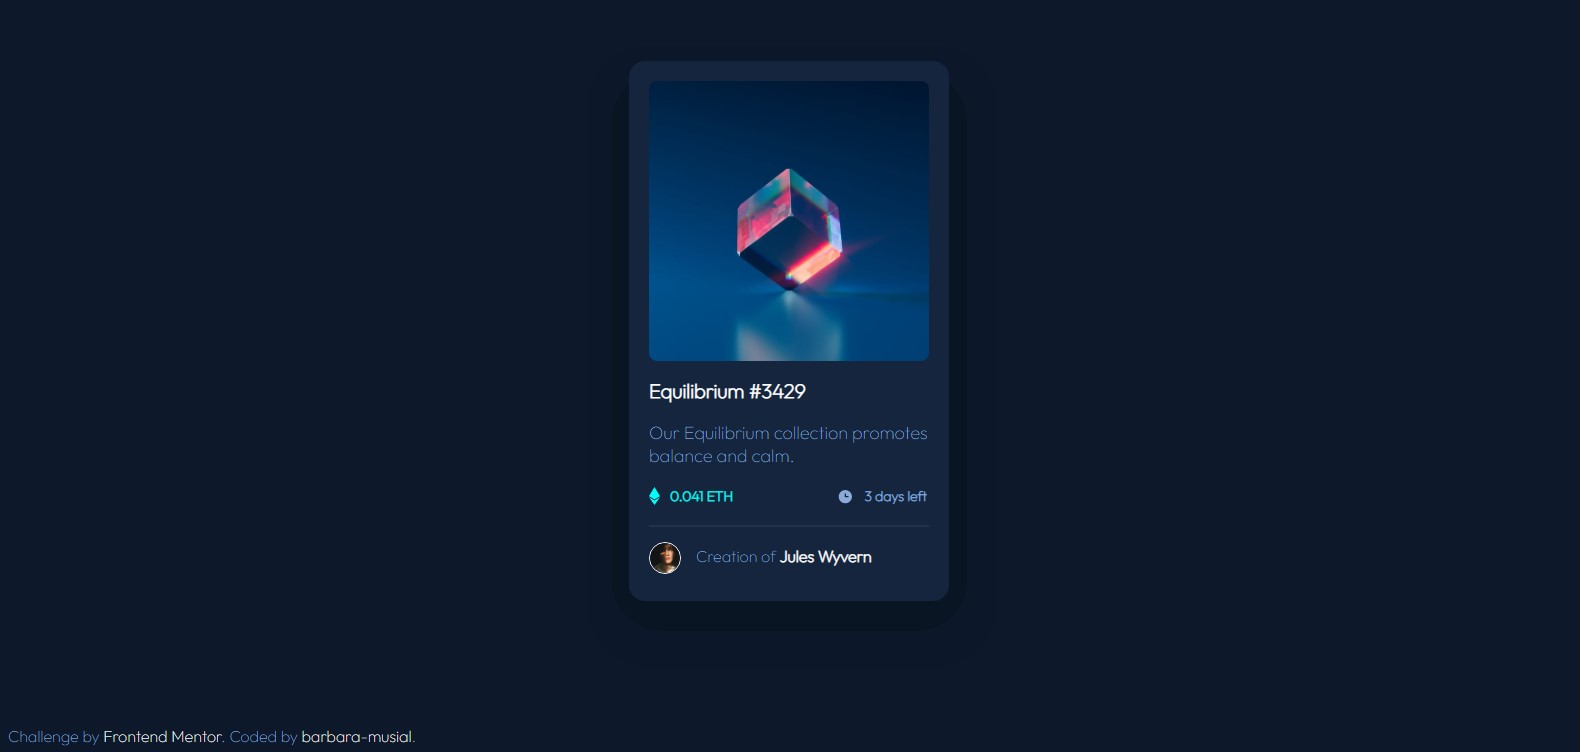 Equilibrium #3429
Our Equilibrium collection promotes
balance and calm.
0.041 ETH
3 days left
Creation of Jules Wyvern
Challenge by Frontend Mentor. Coded by barbara-musial.